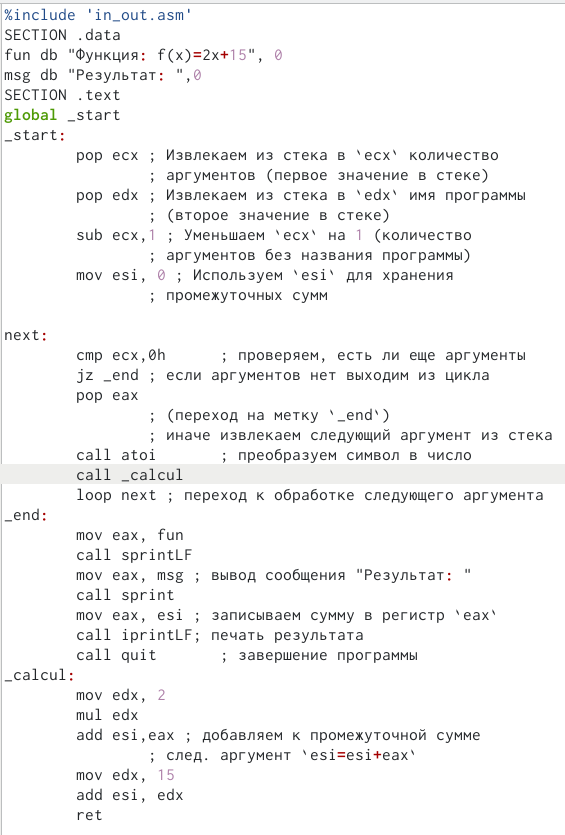 %include 'in_out.asm'
SECTION .data
fun db "Функция: f(x)=2x+15", 0
msg db "Результат: ",0
SECTION .text
global _start
_start:
        pop ecx ; Извлекаем из стека в `ecx` количество
                ; аргументов (первое значение в стеке)
        pop edx ; Извлекаем из стека в `edx` имя программы
                ; (второе значение в стеке)
        sub ecx,1 ; Уменьшаем `ecx` на 1 (количество
                ; аргументов без названия программы)
        mov esi, 0 ; Используем `esi` для хранения
                ; промежуточных сумм

next:
        cmp ecx,0h      ; проверяем, есть ли еще аргументы
        jz _end ; если аргументов нет выходим из цикла
        pop eax
                ; (переход на метку `_end`)
                ; иначе извлекаем следующий аргумент из стека
        call atoi       ; преобразуем символ в число
        call _calcul
        loop next ; переход к обработке следующего аргумента
_end:
        mov eax, fun
        call sprintLF
        mov eax, msg ; вывод сообщения "Результат: "
        call sprint
        mov eax, esi ; записываем сумму в регистр `eax`
        call iprintLF; печать результата
        call quit       ; завершение программы
_calcul:
        mov edx, 2
        mul edx
        add esi,eax ; добавляем к промежуточной сумме
                ; след. аргумент `esi=esi+eax`
        mov edx, 15
        add esi, edx
        ret